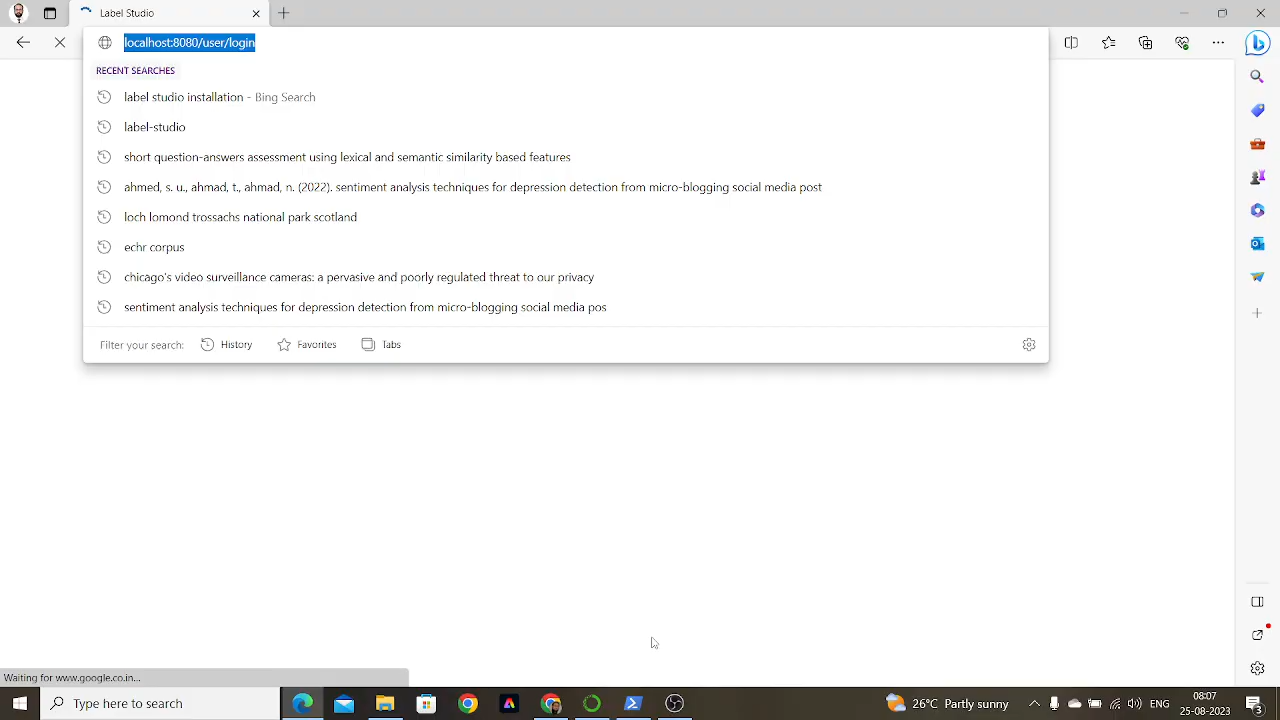 Label Studio
localhost:8080/user/login
RECENT SEARCHES
label studio installation - Bing Search
label-studio
short question-answers assessment using lexical and semantic similarity based features
ahmed, s. u., ahmad, t., ahmad, n. (2022). sentiment analysis techniques for depression detection from micro-blogging social media post
loch lomond trossachs national park scotland
echr corpus
chicago's video surveillance cameras: a pervasive and poorly regulated threat to our privacy
sentiment analysis techniques for depression detection from micro-blogging social media pos
Filter your search: History Favorites Tabs
Waiting for www.google.co.in...
Type here to search
26°C Partly sunny
ENG
08:07
25-08-2023